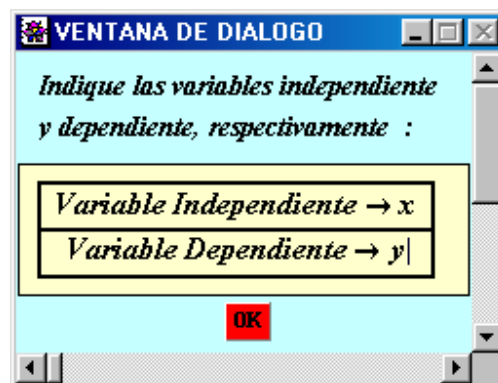 VENTANA DE DIALOGO
Indique las variables independiente
y dependiente, respectivamente :
Variable Independiente → x
Variable Dependiente → y
OK